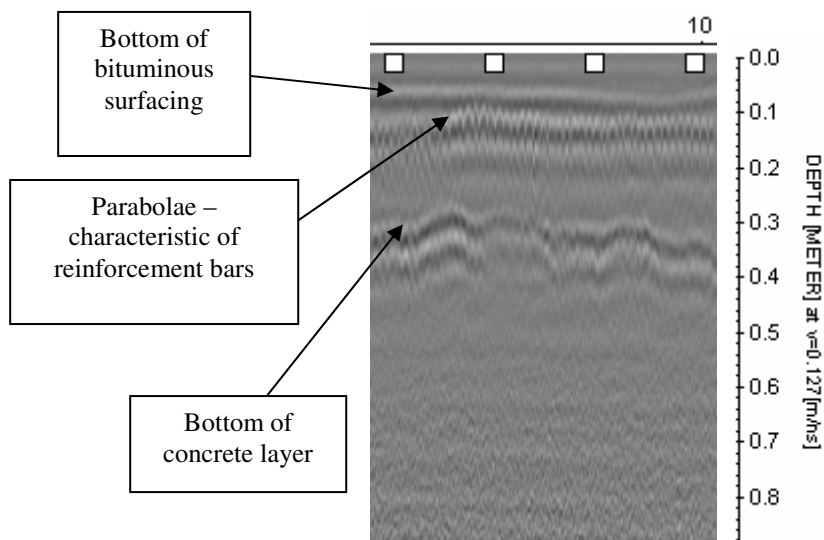 Bottom of
bituminous
surfacing
Parabolae –
characteristic of
reinforcement bars
Bottom of
concrete layer
10
0.0
0.1
0.2
0.3
0.4
0.5
0.6
0.7
0.8
DEPTH [METER] at v=0.127[m/ns]